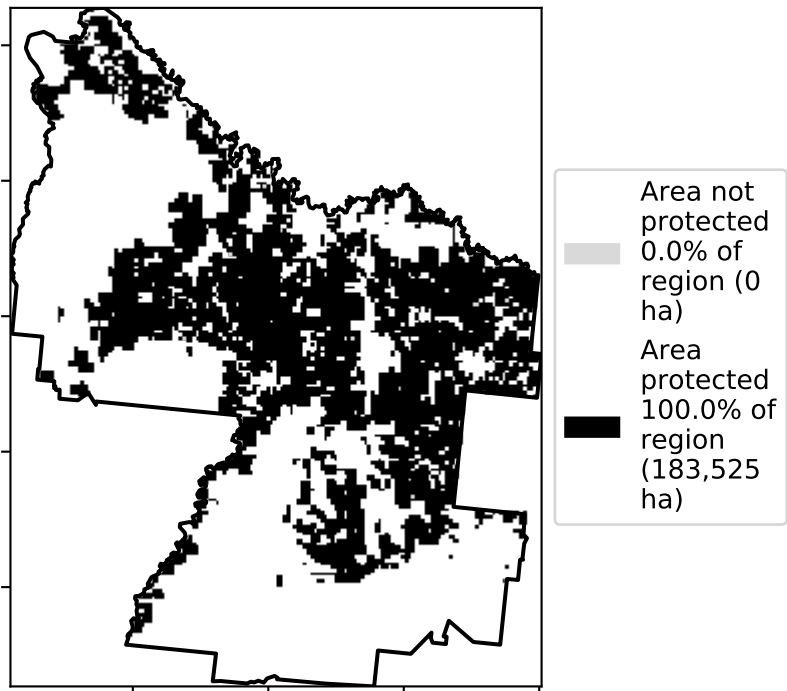 Area not
protected
0.0% of
region (0
ha)
Area
protected
100.0% of
region
(183,525
ha)